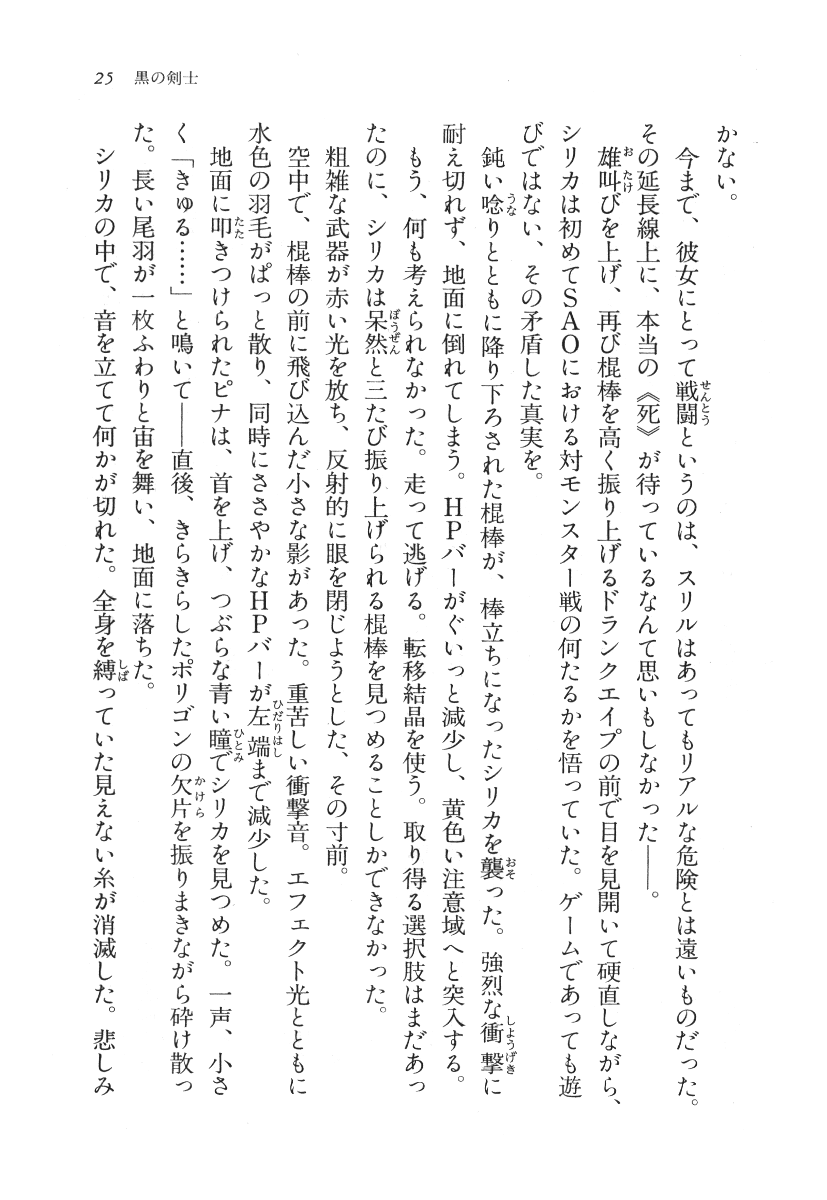 25 黒の剣士
かない。
今まで、彼女にとって戦闘というのは、スリルはあってもリアルな危険とは遠いものだった。
その延長線上に、本当の《死》が待っているなんて思いもしなかった――。
雄叫びを上げ、再び棍棒を高く振り上げるドランクエイプの前で目を見開いて硬直しながら、
シリカは初めてSAOにおける対モンスター戦の何たるかを悟っていた。ゲームであっても遊
びではない、その矛盾した真実を。
鈍い唸りとともに降り下ろされた棍棒が、棒立ちになったシリカを襲った。強烈な衝撃に
耐え切れず、地面に倒れてしまう。HPバーがぐいっと減少し、黄色い注意域へと突入する。
もう、何も考えられなかった。走って逃げる。転移結晶を使う。取り得る選択肢はまだあっ
たのに、シリカは呆然と三たび振り上げられる棍棒を見つめることしかできなかった。
粗雑な武器が赤い光を放ち、反射的に眼を閉じようとした、その寸前。
空中で、棍棒の前に飛び込んだ小さな影があった。重苦しい衝撃音。エフェクト光とともに
水色の羽毛がぱっと散り、同時にささやかなHPバーが左端まで減少した。
地面に叩きつけられたピナは、首を上げ、つぶらな青い瞳でシリカを見つめた。一声、小さ
く「きゅる……」と鳴いて――直後、きらきらしたポリゴンの欠片を振りまきながら砕け散っ
た。長い尾羽が一枚ふわりと宙を舞い、地面に落ちた。
シリカの中で、音を立てて何かが切れた。全身を縛っていた見えない糸が消滅した。悲しみ